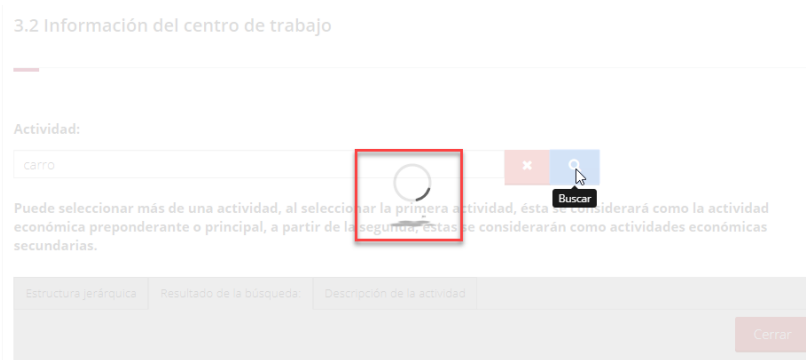 3.2 Información del centro de trabajo
Actividad:
carro
Buscar
Puede seleccionar más de una actividad, al seleccionar la primera actividad, ésta se considerará como la actividad
económica preponderante o principal, a partir de la segunda, éstas se considerarán como actividades económicas
secundarias.
Estructura jerárquica Resultado de la búsqueda: Descripción de la actividad
Cerrar